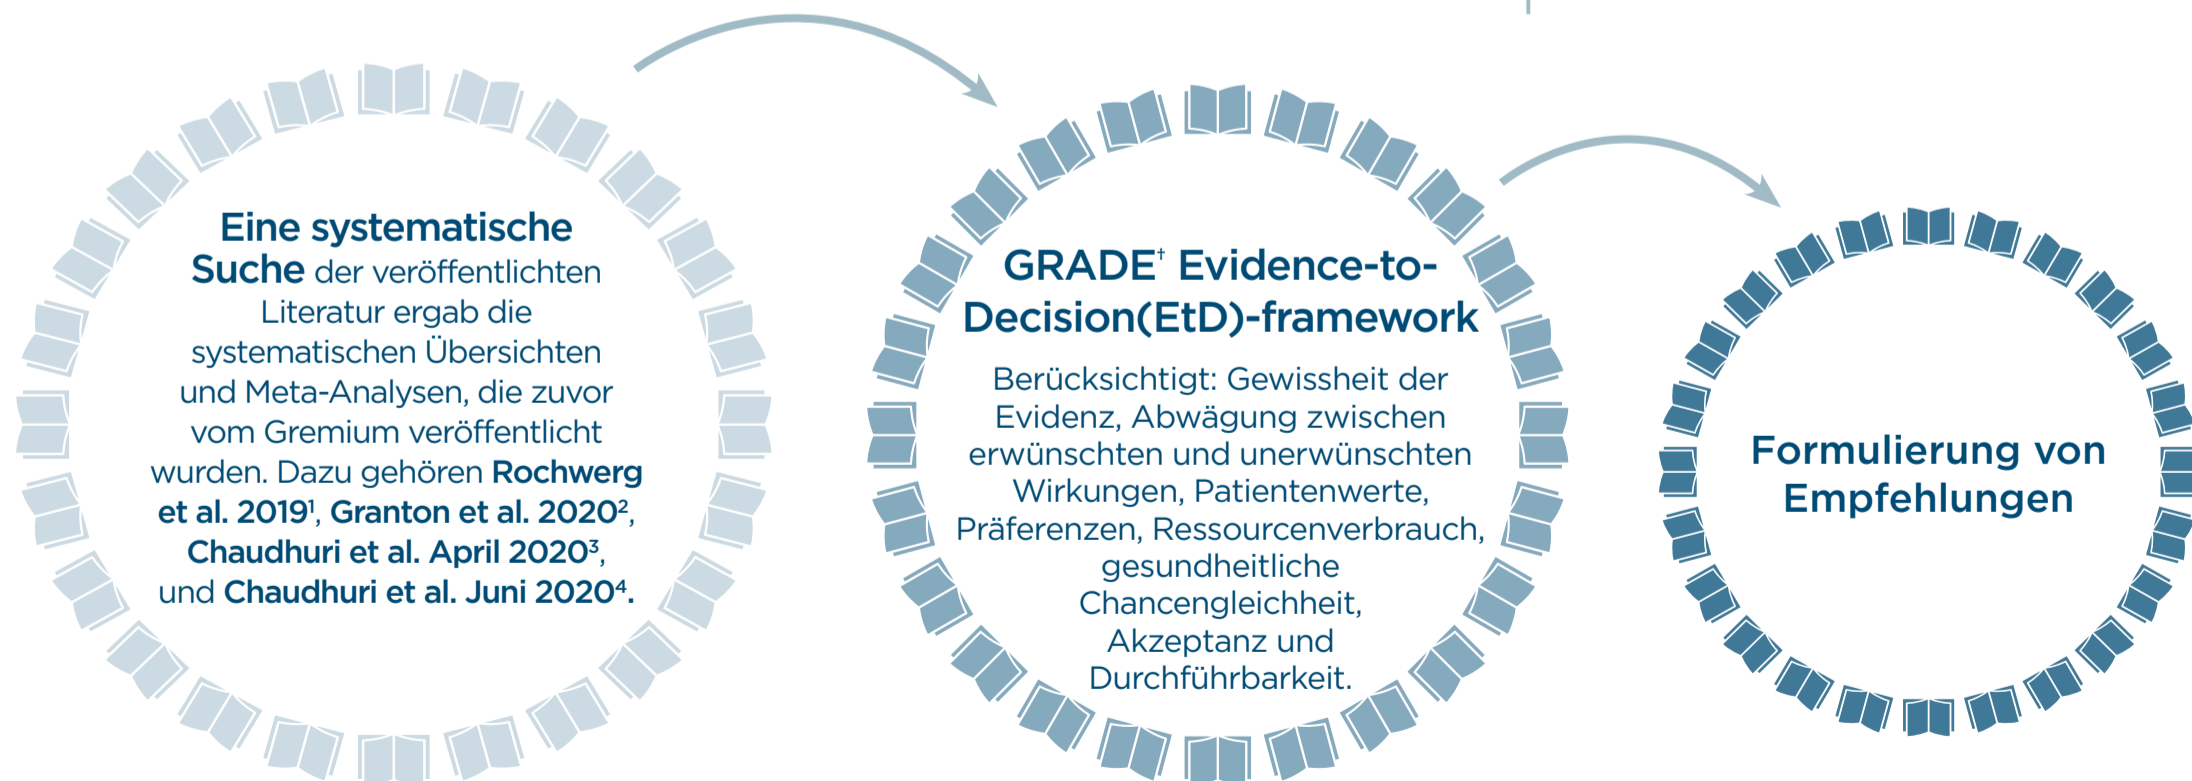 Eine systematische
Suche der veröffentlichten
Literatur ergab die
systematischen Übersichten
und Meta-Analysen, die zuvor
vom Gremium veröffentlicht
wurden. Dazu gehören Rochwerg
et al. 2019¹, Granton et al. 2020²,
Chaudhuri et al. April 2020³,
und Chaudhuri et al. Juni 2020⁴.
GRADE† Evidence-to-
Decision(EtD)-framework
Berücksichtigt: Gewissheit der
Evidenz, Abwägung zwischen
erwünschten und unerwünschten
Wirkungen, Patientenwerte,
Präferenzen, Ressourcenverbrauch,
gesundheitliche
Chancengleichheit,
Akzeptanz und
Durchführbarkeit.
Formulierung von
Empfehlungen